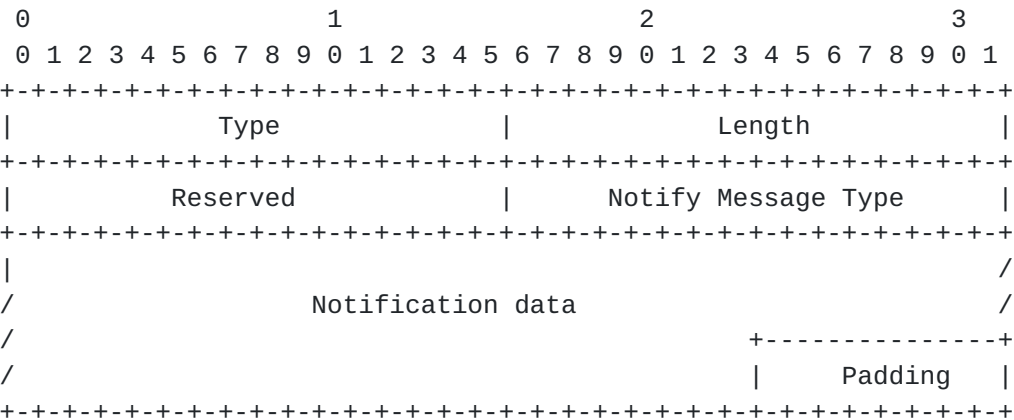 0                   1                   2                   3
 0 1 2 3 4 5 6 7 8 9 0 1 2 3 4 5 6 7 8 9 0 1 2 3 4 5 6 7 8 9 0 1
+-+-+-+-+-+-+-+-+-+-+-+-+-+-+-+-+-+-+-+-+-+-+-+-+-+-+-+-+-+-+-+-+
|             Type              |             Length            |
+-+-+-+-+-+-+-+-+-+-+-+-+-+-+-+-+-+-+-+-+-+-+-+-+-+-+-+-+-+-+-+-+
|          Reserved             |      Notify Message Type      |
+-+-+-+-+-+-+-+-+-+-+-+-+-+-+-+-+-+-+-+-+-+-+-+-+-+-+-+-+-+-+-+-+
|                                                               /
/                   Notification data                           /
/                                               +---------------+
/                                               |     Padding   |
+-+-+-+-+-+-+-+-+-+-+-+-+-+-+-+-+-+-+-+-+-+-+-+-+-+-+-+-+-+-+-+-+